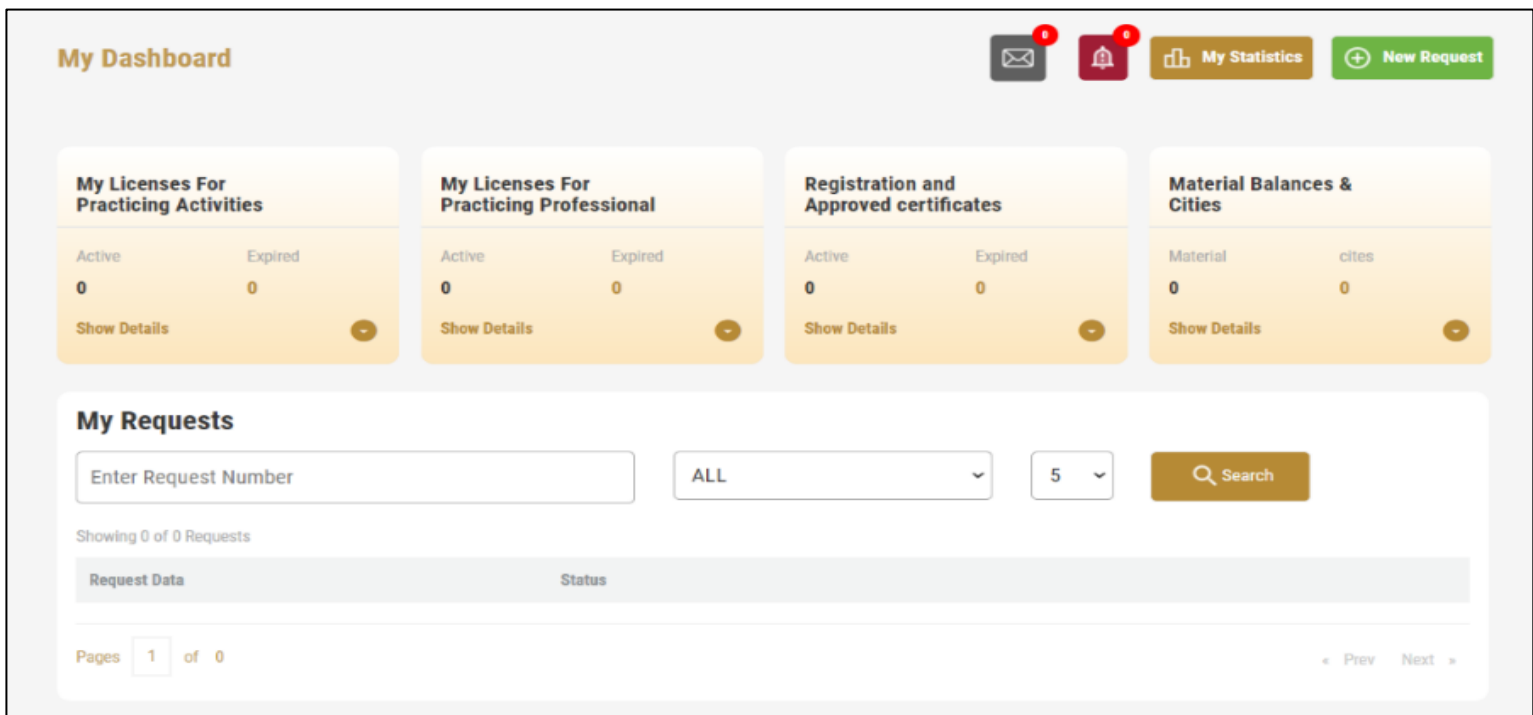 My Dashboard
0
0
My Statistics
New Request
My Licenses For
Practicing Activities
Active Expired
0 0
Show Details
My Licenses For
Practicing Professional
Active Expired
0 0
Show Details
Registration and
Approved certificates
Active Expired
0 0
Show Details
Material Balances &
Cities
Material cites
0 0
Show Details
My Requests
Enter Request Number
ALL
5
Search
Showing 0 of 0 Requests
Request Data Status
Pages 1 of 0
« Prev Next »